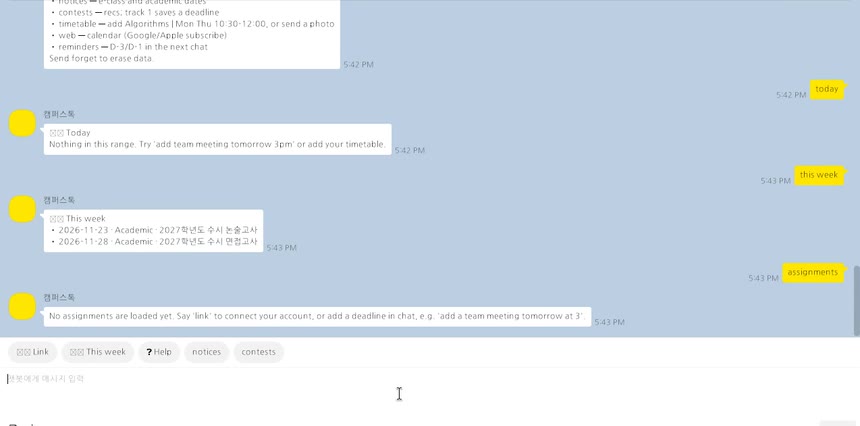 • notices — e-class and academic dates
• contests — recs; track 1 saves a deadline
• timetable — add Algorithms | Mon Thu 10:30-12:00, or send a photo
• web — calendar (Google/Apple subscribe)
• reminders — D-3/D-1 in the next chat
Send forget to erase data.
5:42 PM
5:42 PM today
캠퍼스톡
Today
Nothing in this range. Try 'add team meeting tomorrow 3pm' or add your timetable.
5:42 PM
5:43 PM this week
캠퍼스톡
This week
• 2026-11-23 · Academic · 2027학년도 수시 논술고사
• 2026-11-28 · Academic · 2027학년도 수시 면접고사
5:43 PM
5:43 PM assignments
캠퍼스톡
No assignments are loaded yet. Say 'link' to connect your account, or add a deadline in chat, e.g. 'add a team meeting tomorrow at 3'.
5:43 PM
Link This week ? Help notices contests
챗봇에게 메시지 입력